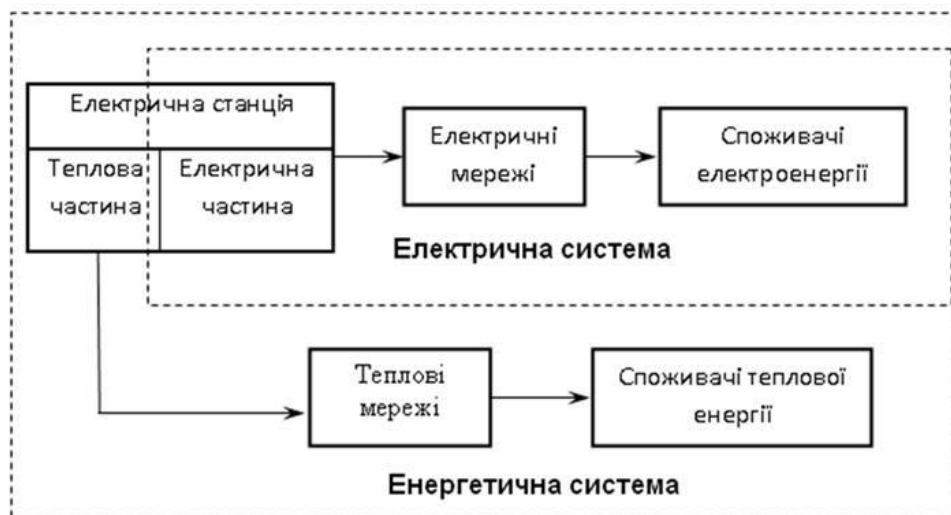 Електрична станція
Теплова
частина
Електрична
частина
Електричні
мережі
Споживачі
електроенергії
Електрична система
Теплові
мережі
Споживачі теплової
енергії
Енергетична система